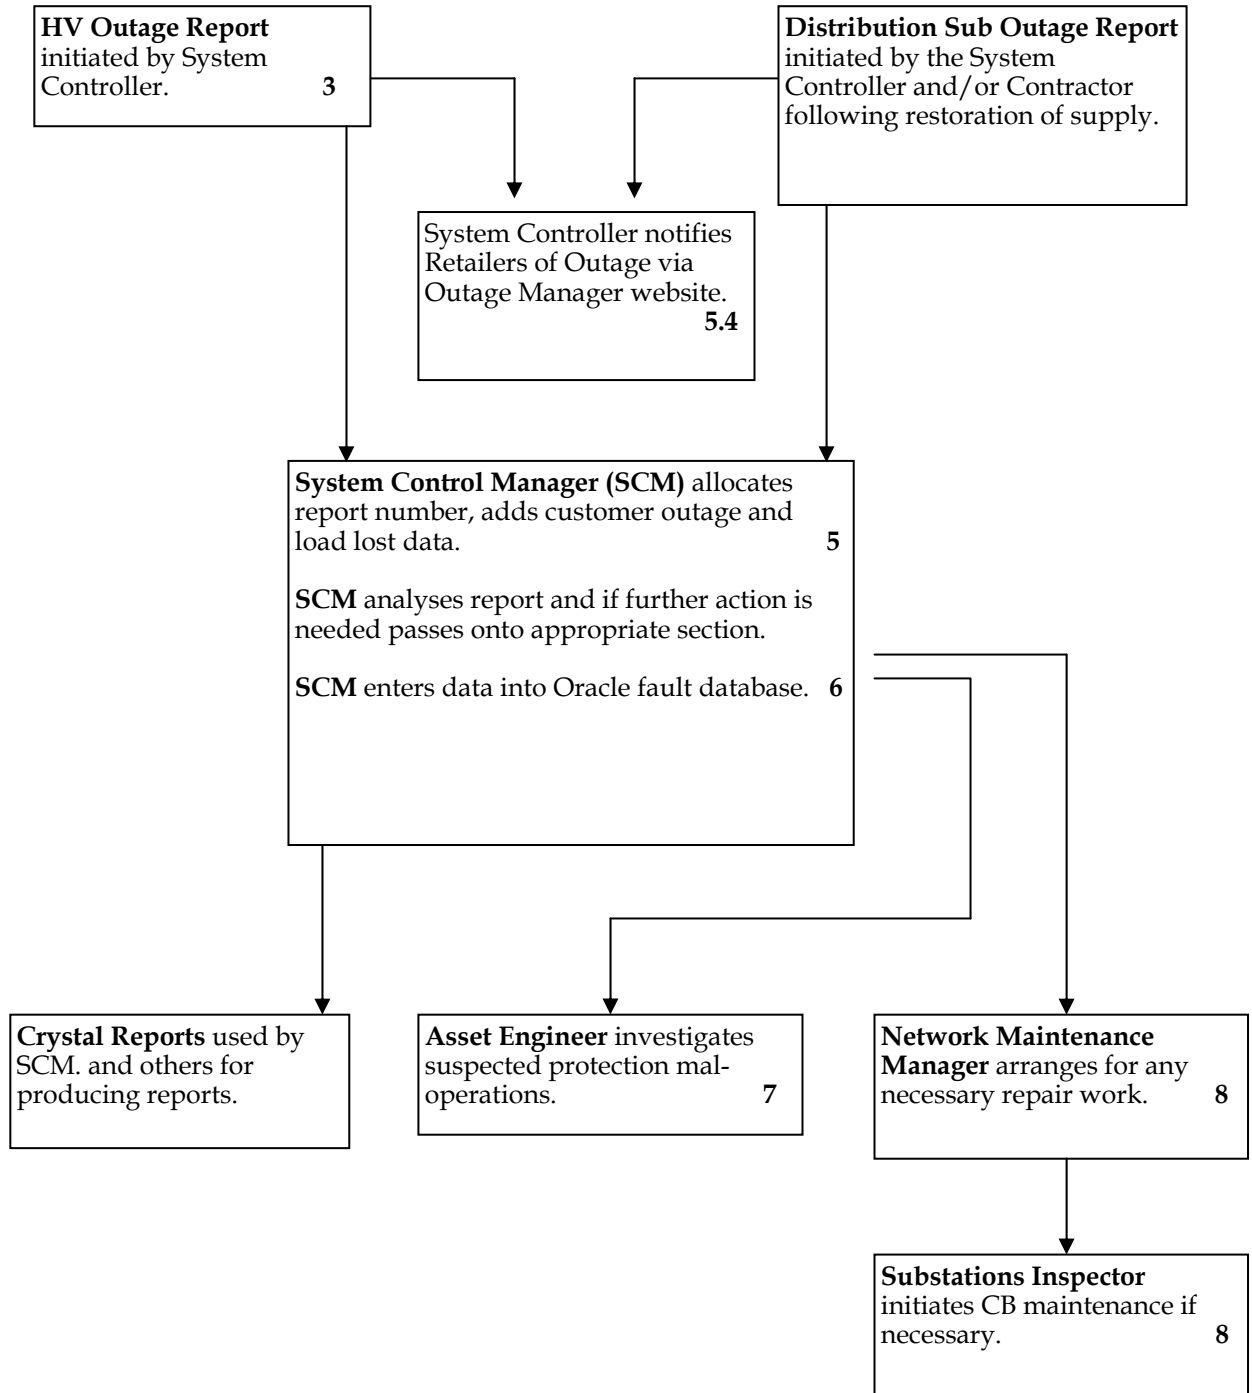 HV Outage Report
initiated by System
Controller. 3
Distribution Sub Outage Report
initiated by the System
Controller and/or Contractor
following restoration of supply.
System Controller notifies
Retailers of Outage via
Outage Manager website.
5.4
System Control Manager (SCM) allocates
report number, adds customer outage and
load lost data. 5
SCM analyses report and if further action is
needed passes onto appropriate section.
SCM enters data into Oracle fault database. 6
Crystal Reports used by
SCM. and others for
producing reports.
Asset Engineer investigates
suspected protection mal-
operations. 7
Network Maintenance
Manager arranges for any
necessary repair work. 8
Substations Inspector
initiates CB maintenance if
necessary. 8